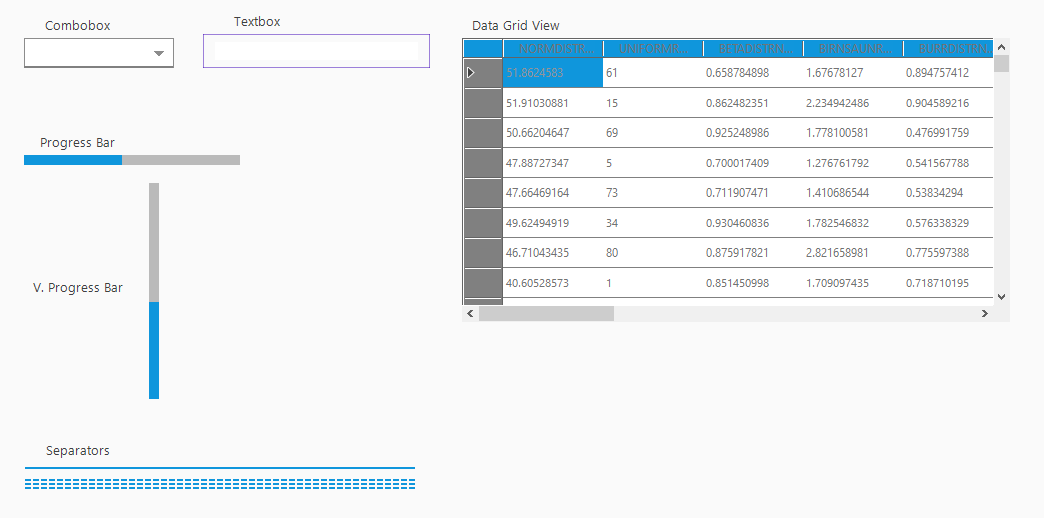 Combobox
Textbox
Data Grid View
NORMDISTR... UNIFORMR... BETADISTRN... BIRNSAUNR... BURRDISTRN...
51.8624583 61 0.658784898 1.67678127 0.894757412
51.91030881 15 0.862482351 2.234942486 0.904589216
50.66204647 69 0.925248986 1.778100581 0.476991759
47.88727347 5 0.700017409 1.276761792 0.541567788
47.66469164 73 0.711907471 1.410686544 0.53834294
49.62494919 34 0.930460836 1.782546832 0.576338329
46.71043435 80 0.875917821 2.821658981 0.775597388
40.60528573 1 0.851450998 1.709097435 0.718710195
Progress Bar
V. Progress Bar
Separators